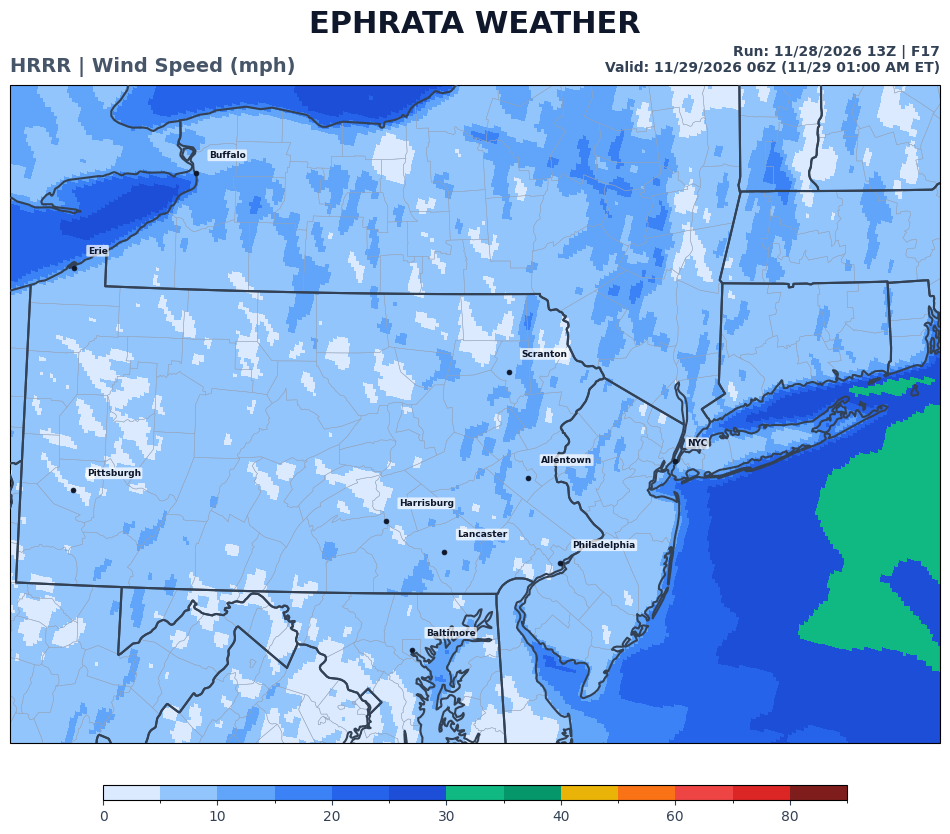 EPHRATA WEATHER
HRRR | Wind Speed (mph)
Run: 11/28/2026 13Z | F17
Valid: 11/29/2026 06Z (11/29 01:00 AM ET)
Buffalo
Erie
Scranton
NYC
Allentown
Pittsburgh
Harrisburg
Lancaster
Philadelphia
Baltimore
0 10 20 30 40 50 60 70 80